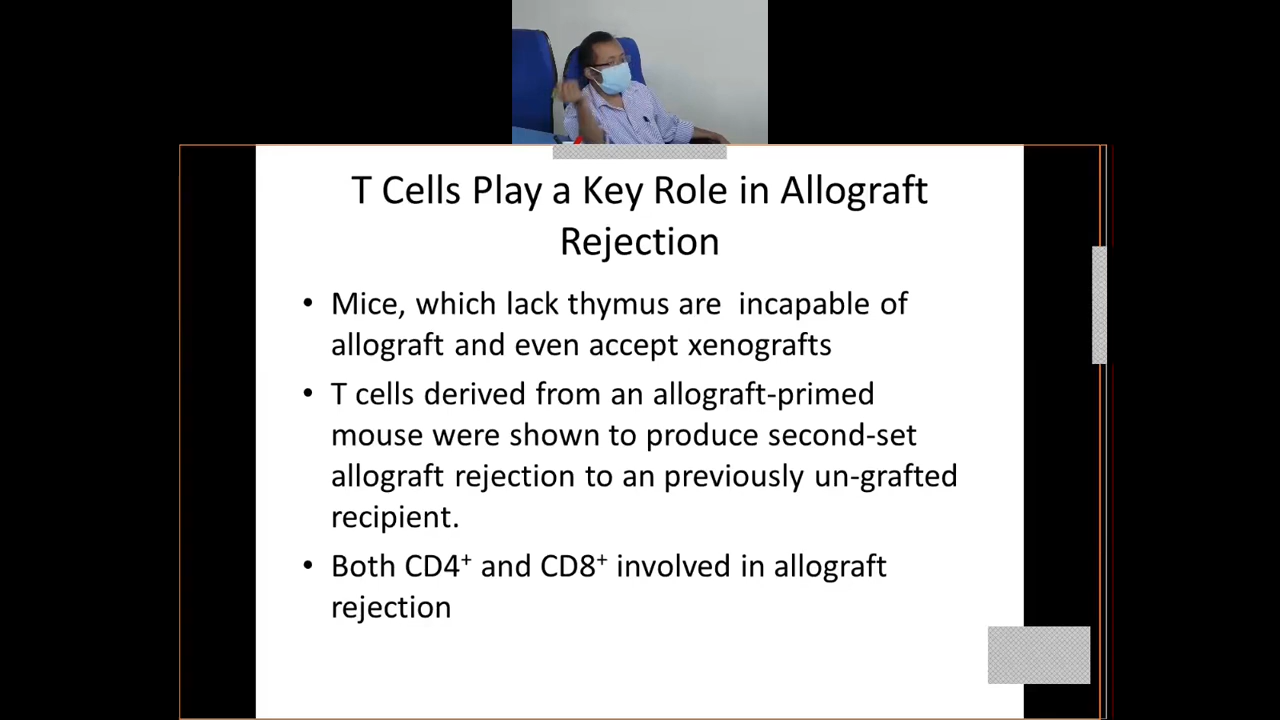 T Cells Play a Key Role in Allograft
Rejection
• Mice, which lack thymus are  incapable of
allograft and even accept xenografts
• T cells derived from an allograft-primed
mouse were shown to produce second-set
allograft rejection to an previously un-grafted
recipient.
• Both CD4⁺ and CD8⁺ involved in allograft
rejection